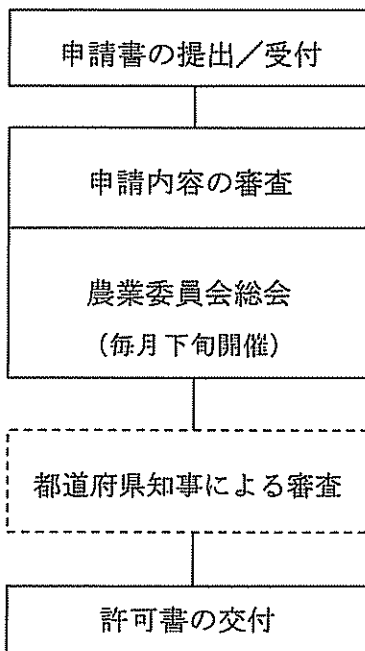 申請書の提出／受付
申請内容の審査
農業委員会総会
（毎月下旬開催）
都道府県知事による審査
許可書の交付